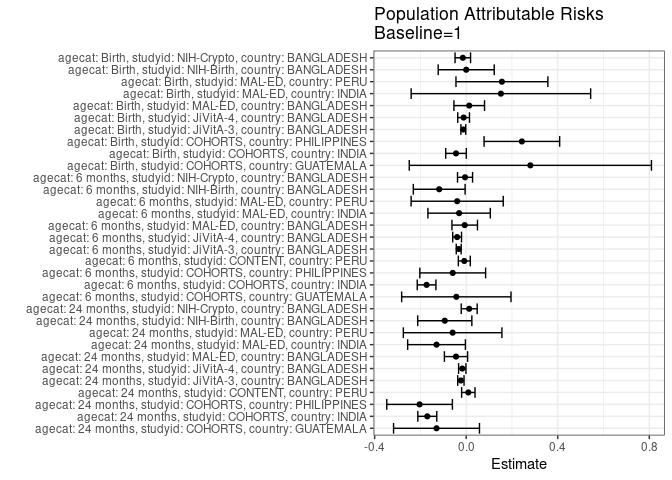 Population Attributable Risks
Baseline=1
agecat: Birth, studyid: NIH-Crypto, country: BANGLADESH
agecat: Birth, studyid: NIH-Birth, country: BANGLADESH
agecat: Birth, studyid: MAL-ED, country: PERU
agecat: Birth, studyid: MAL-ED, country: INDIA
agecat: Birth, studyid: MAL-ED, country: BANGLADESH
agecat: Birth, studyid: JiVitA-4, country: BANGLADESH
agecat: Birth, studyid: JiVitA-3, country: BANGLADESH
agecat: Birth, studyid: COHORTS, country: PHILIPPINES
agecat: Birth, studyid: COHORTS, country: INDIA
agecat: Birth, studyid: COHORTS, country: GUATEMALA
agecat: 6 months, studyid: NIH-Crypto, country: BANGLADESH
agecat: 6 months, studyid: NIH-Birth, country: BANGLADESH
agecat: 6 months, studyid: MAL-ED, country: PERU
agecat: 6 months, studyid: MAL-ED, country: INDIA
agecat: 6 months, studyid: MAL-ED, country: BANGLADESH
agecat: 6 months, studyid: JiVitA-4, country: BANGLADESH
agecat: 6 months, studyid: JiVitA-3, country: BANGLADESH
agecat: 6 months, studyid: CONTENT, country: PERU
agecat: 6 months, studyid: COHORTS, country: PHILIPPINES
agecat: 6 months, studyid: COHORTS, country: INDIA
agecat: 6 months, studyid: COHORTS, country: GUATEMALA
agecat: 24 months, studyid: NIH-Crypto, country: BANGLADESH
agecat: 24 months, studyid: NIH-Birth, country: BANGLADESH
agecat: 24 months, studyid: MAL-ED, country: PERU
agecat: 24 months, studyid: MAL-ED, country: INDIA
agecat: 24 months, studyid: MAL-ED, country: BANGLADESH
agecat: 24 months, studyid: JiVitA-4, country: BANGLADESH
agecat: 24 months, studyid: JiVitA-3, country: BANGLADESH
agecat: 24 months, studyid: CONTENT, country: PERU
agecat: 24 months, studyid: COHORTS, country: PHILIPPINES
agecat: 24 months, studyid: COHORTS, country: INDIA
agecat: 24 months, studyid: COHORTS, country: GUATEMALA
-0.4 0.0 0.4 0.8
Estimate